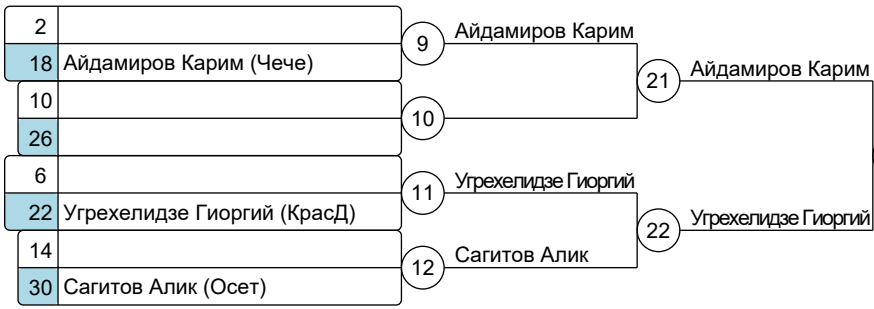 2
18 Айдамиров Карим (Чече)
10
26
6
22 Угрехелидзе Гиоргий (КрасД)
14
30 Сагитов Алик (Осет)
9 Айдамиров Карим
10
11 Угрехелидзе Гиоргий
12 Сагитов Алик
21 Айдамиров Карим
22 Угрехелидзе Гиоргий